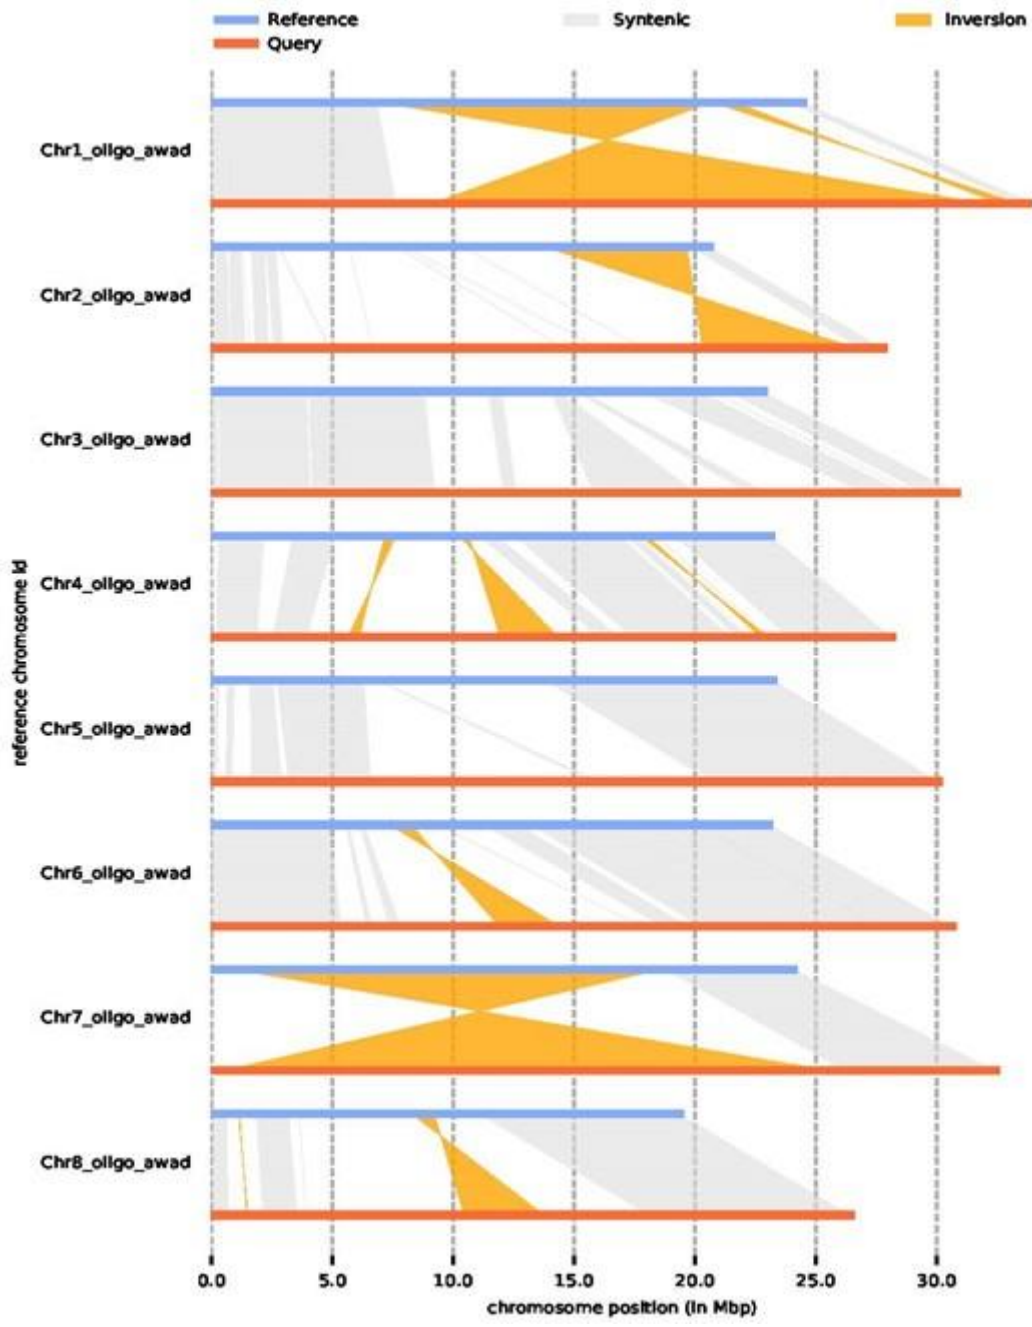 Reference
Syntenic
Inversion
Query
Chr1_oligo_awad
Chr2_oligo_awad
Chr3_oligo_awad
Chr4_oligo_awad
Chr5_oligo_awad
Chr6_oligo_awad
Chr7_oligo_awad
Chr8_oligo_awad
reference chromosome id
0.0 5.0 10.0 15.0 20.0 25.0 30.0
chromosome position (in Mbp)